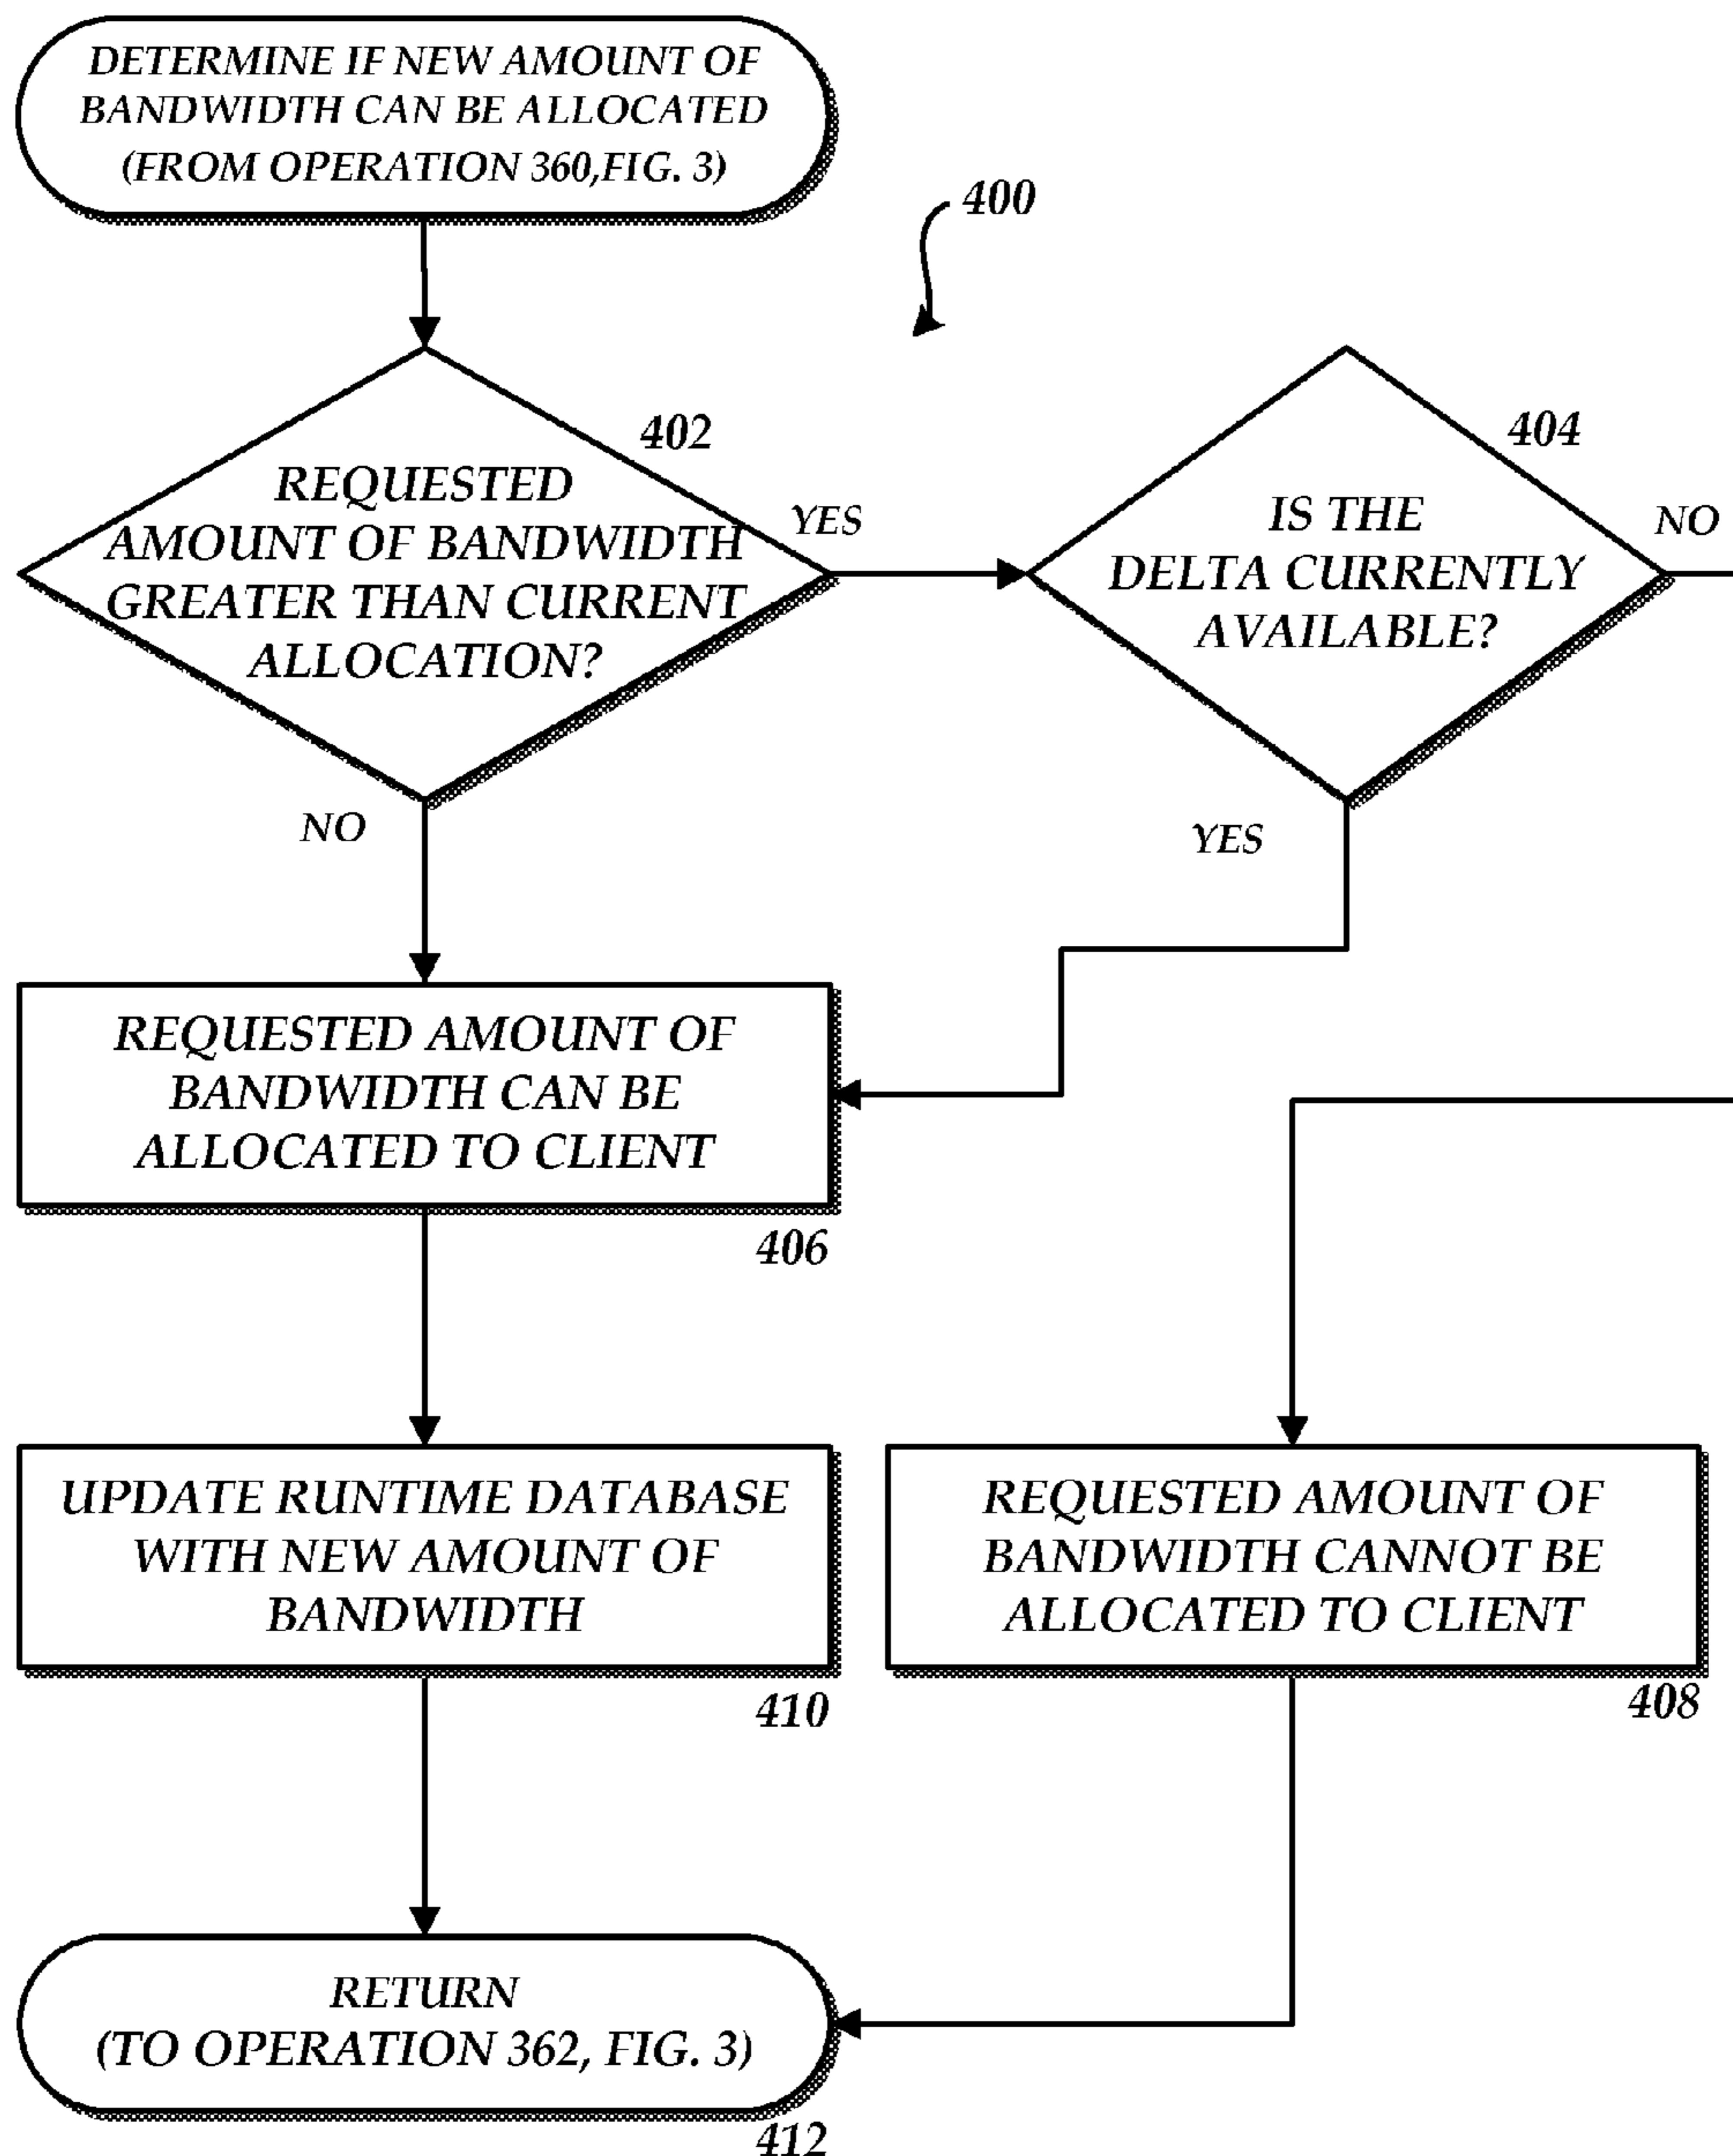 DETERMINE IF NEW AMOUNT OF
BANDWIDTH CAN BE ALLOCATED
(FROM OPERATION 360,FIG. 3)
400
402
REQUESTED
AMOUNT OF BANDWIDTH
GREATER THAN CURRENT
ALLOCATION?
YES
NO
404
IS THE
DELTA CURRENTLY
AVAILABLE?
NO
YES
REQUESTED AMOUNT OF
BANDWIDTH CAN BE
ALLOCATED TO CLIENT
406
UPDATE RUNTIME DATABASE
WITH NEW AMOUNT OF
BANDWIDTH
410
REQUESTED AMOUNT OF
BANDWIDTH CANNOT BE
ALLOCATED TO CLIENT
408
RETURN
(TO OPERATION 362, FIG. 3)
412